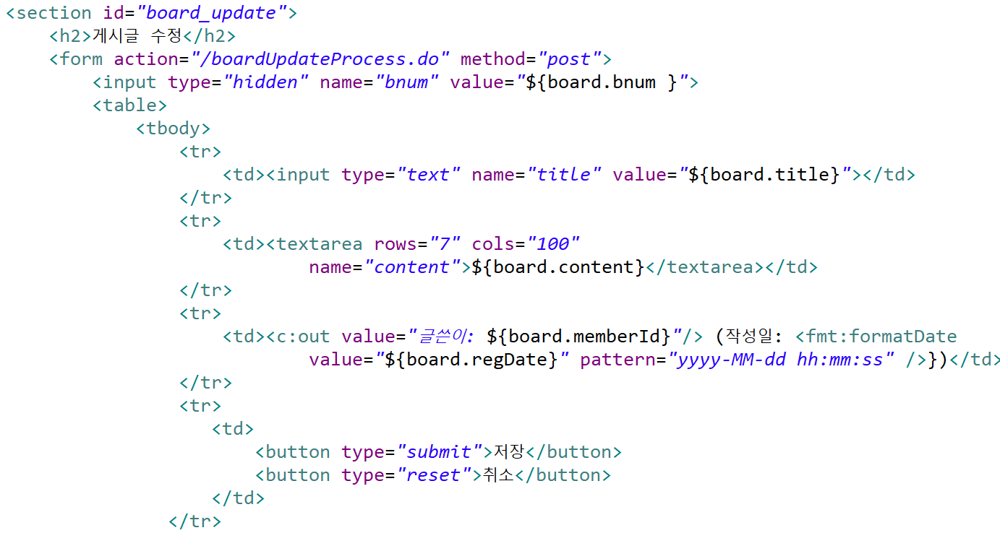 <section id="board_update">
<h2>게시글 수정</h2>
<form action="/boardUpdateProcess.do" method="post">
<input type="hidden" name="bnum" value="${board.bnum }">
<table>
<tbody>
<tr>
<td><input type="text" name="title" value="${board.title}"></td>
</tr>
<tr>
<td><textarea rows="7" cols="100"
name="content">${board.content}</textarea></td>
</tr>
<tr>
<td><c:out value="글쓴이: ${board.memberId}"/> (작성일: <fmt:formatDate
value="${board.regDate}" pattern="yyyy-MM-dd hh:mm:ss" />})</td>
</tr>
<tr>
<td>
<button type="submit">저장</button>
<button type="reset">취소</button>
</td>
</tr>